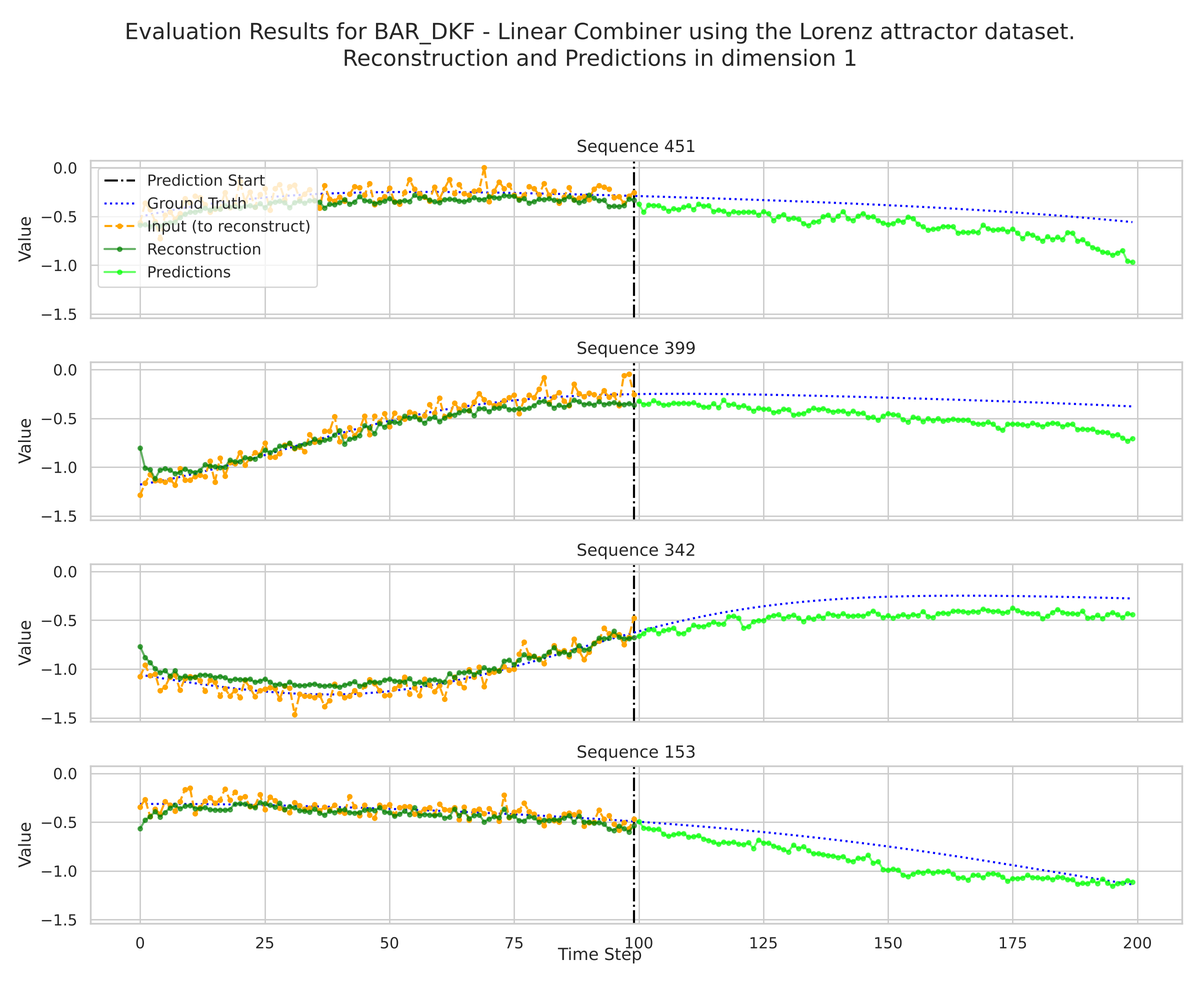 Evaluation Results for BAR_DKF - Linear Combiner using the Lorenz attractor dataset.
Reconstruction and Predictions in dimension 1
Sequence 451
0.0
−0.5
−1.0
−1.5
Value
Prediction Start
Ground Truth
Input (to reconstruct)
Reconstruction
Predictions
Sequence 399
0.0
−0.5
−1.0
−1.5
Value
Sequence 342
0.0
−0.5
−1.0
−1.5
Value
Sequence 153
0.0
−0.5
−1.0
−1.5
Value
0 25 50 75 100 125 150 175 200
Time Step